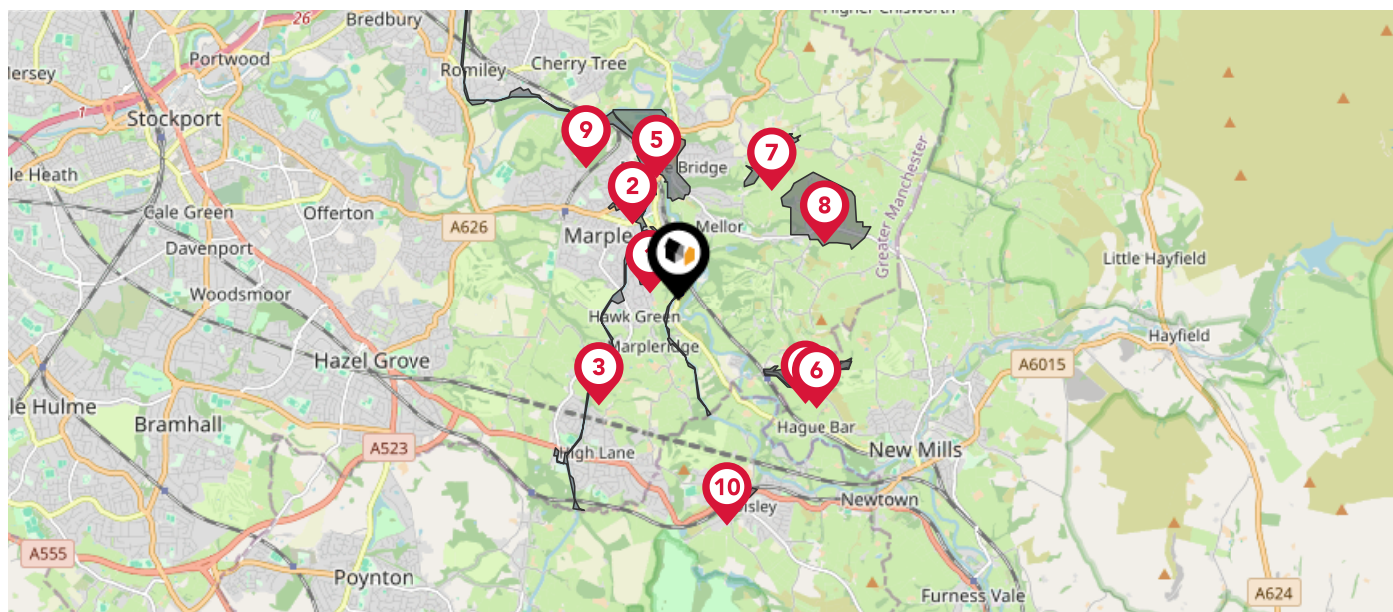 Bredbury
26
Portwood
Cherry Tree
Romiley
1
Stockport
9
5
7
le Heath
Bridge
2
8
Cale Green
Offerton
A626
Marple
Mellor
Greater Manchester
Davenport
Little Hayfield
Woodsmoor
Hawk Green
Hayfield
Marpleridge
Hazel Grove
A6015
3
6
le Hulme
Bramhall
Hague Bar
A523
High Lane
New Mills
10
sley
Newtown
A555
Poynton
Furness Vale
A624